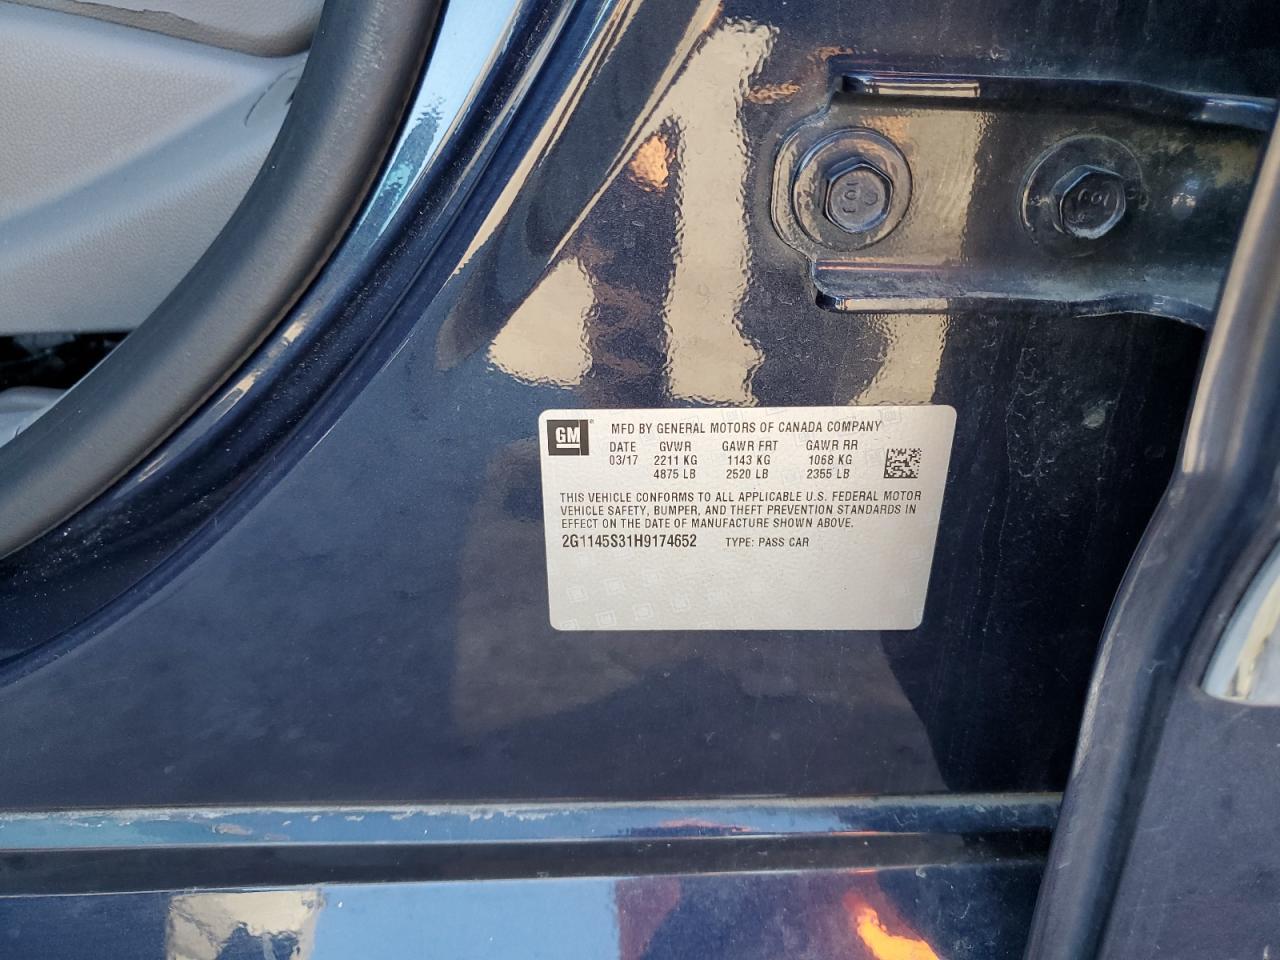 GM
MFD BY GENERAL MOTORS OF CANADA COMPANY
DATE GVWR GAWR FRT GAWR RR
03/17 2211 KG 1143 KG 1068 KG
4875 LB 2520 LB 2355 LB
THIS VEHICLE CONFORMS TO ALL APPLICABLE U.S. FEDERAL MOTOR
VEHICLE SAFETY, BUMPER, AND THEFT PREVENTION STANDARDS IN
EFFECT ON THE DATE OF MANUFACTURE SHOWN ABOVE.
2G1145S31H9174652 TYPE: PASS CAR